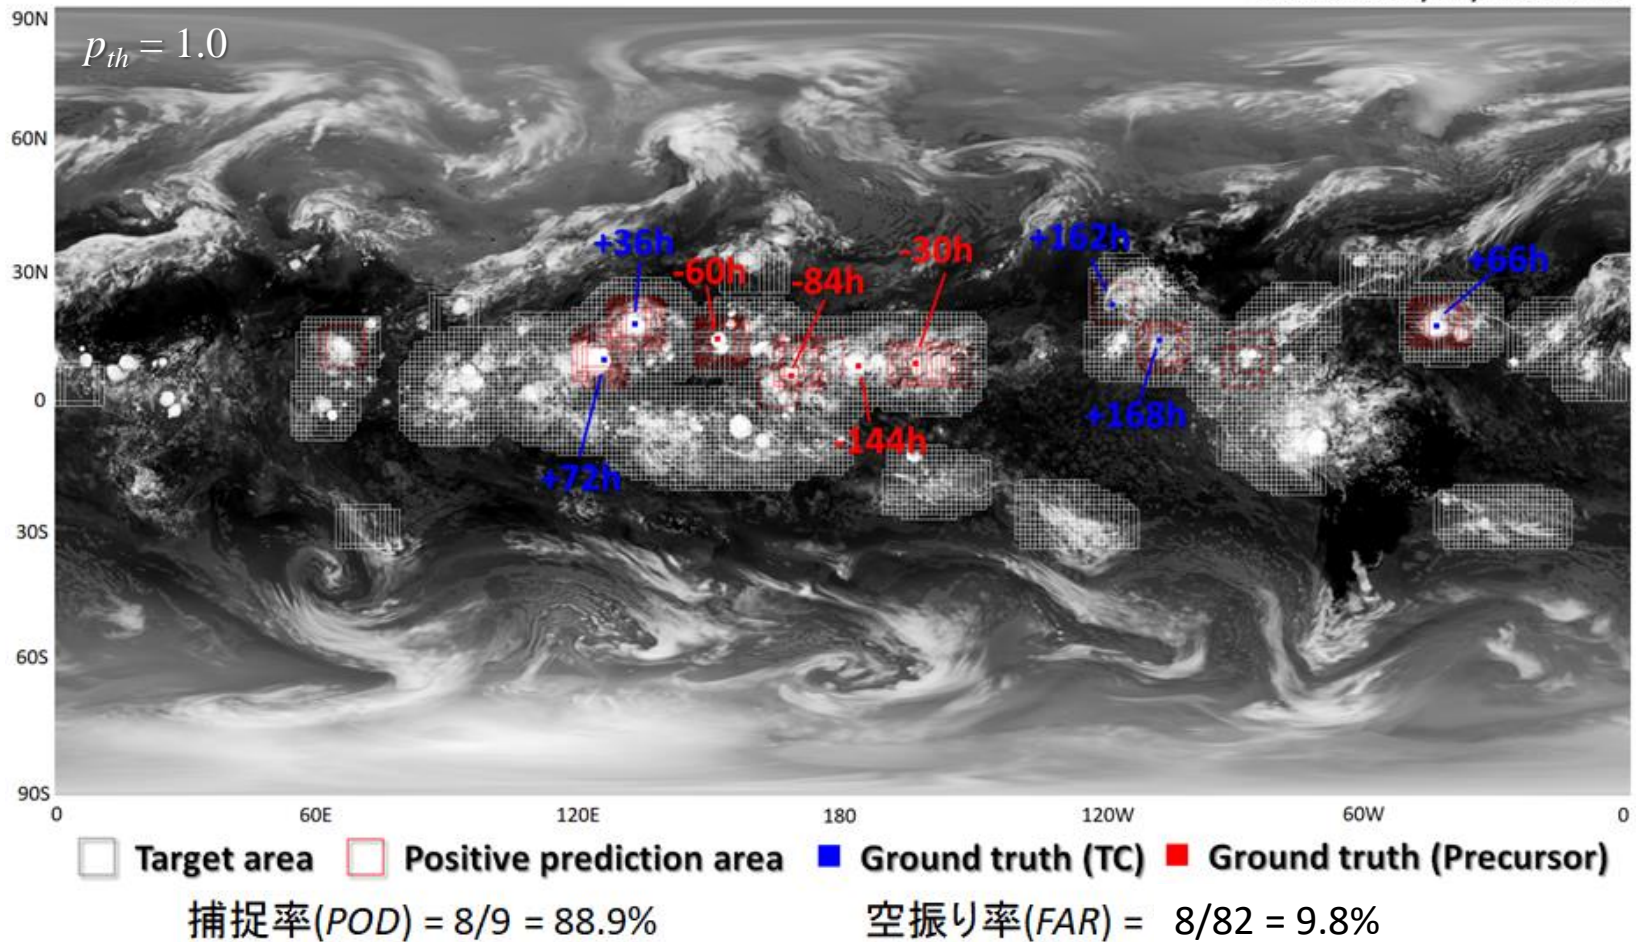 90N
p_th = 1.0
60N
+36h
-60h
-84h
-30h
+162h
+66h
30N
0
+72h
-144h
+168h
30S
60S
90S
0 60E 120E 180 120W 60W 0
Target area Positive prediction area Ground truth (TC) Ground truth (Precursor)
捕捉率(POD) = 8/9 = 88.9% 空振り率(FAR) = 8/82 = 9.8%